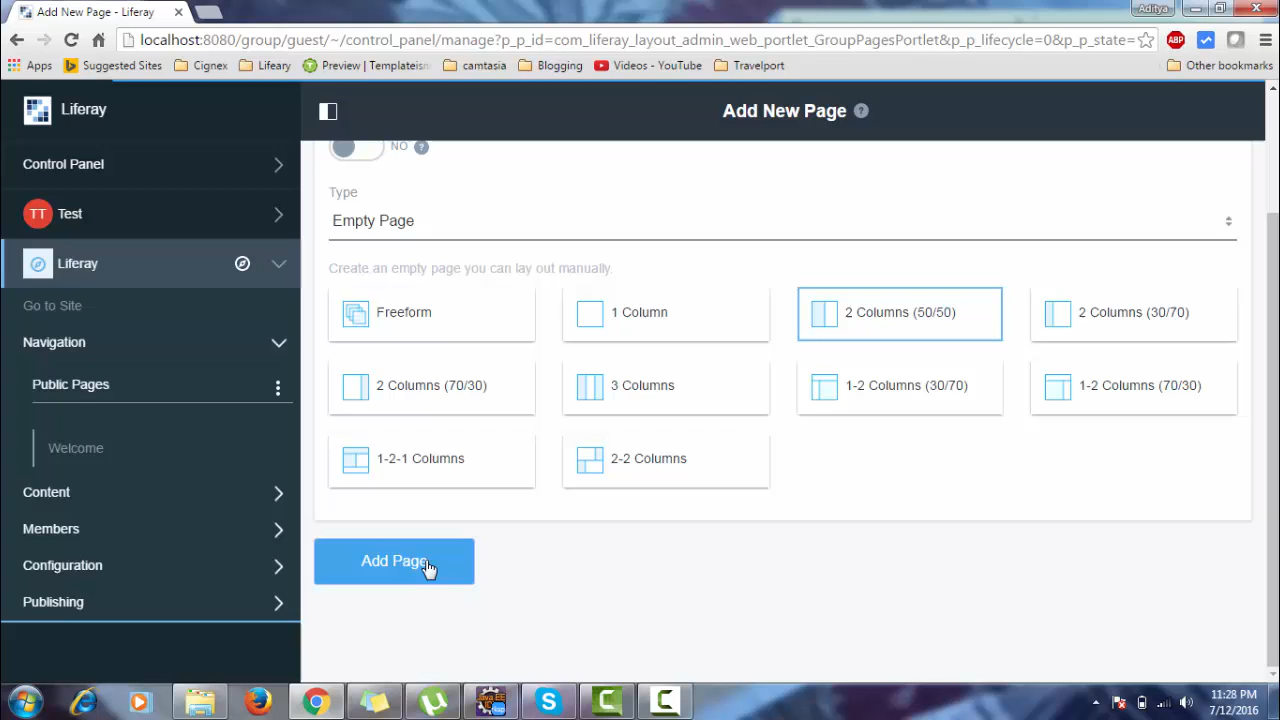 Add New Page - Liferay
Aditya
localhost:8080/group/guest/~/control_panel/manage?p_p_id=com_liferay_layout_admin_web_portlet_GroupPagesPortlet&p_p_lifecycle=0&p_p_state=
ABP
Apps Suggested Sites Cignex Lifeary Preview | Templateism camtasia Blogging Videos - YouTube Travelport Other bookmarks
Liferay
Add New Page ?
Control Panel
NO ?
TT Test
Type
Empty Page
Liferay
Create an empty page you can lay out manually.
Go to Site
Freeform 1 Column 2 Columns (50/50) 2 Columns (30/70)
Navigation
Public Pages
2 Columns (70/30) 3 Columns 1-2 Columns (30/70) 1-2 Columns (70/30)
Welcome
1-2-1 Columns 2-2 Columns
Content
Members
Add Page
Configuration
Publishing
11:28 PM
7/12/2016